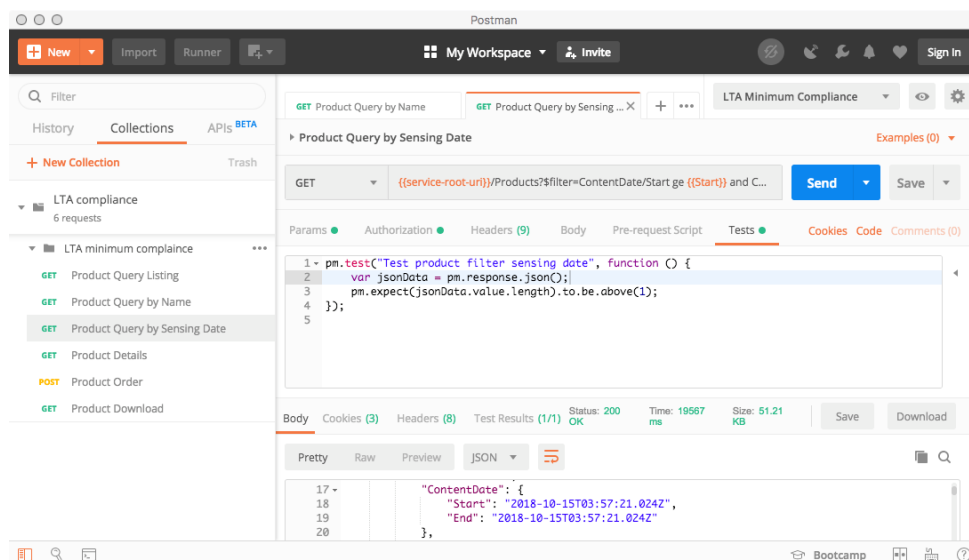 Postman
New Import Runner My Workspace Invite Sign In
Filter
History Collections APIs BETA
+ New Collection Trash
LTA compliance
6 requests
LTA minimum complaince
GET Product Query Listing
GET Product Query by Name
GET Product Query by Sensing Date
GET Product Details
POST Product Order
GET Product Download
GET Product Query by Name GET Product Query by Sensing ... LTA Minimum Compliance
Product Query by Sensing Date Examples (0)
GET {{service-root-uri}}/Products?$filter=ContentDate/Start ge {{Start}} and C... Send Save
Params Authorization Headers (9) Body Pre-request Script Tests Cookies Code Comments (0)
1 pm.test("Test product filter sensing date", function () {
2 var jsonData = pm.response.json();
3 pm.expect(jsonData.value.length).to.be.above(1);
4 });
5
Body Cookies (3) Headers (8) Test Results (1/1) Status: 200 OK Time: 19567 ms Size: 51.21 KB Save Download
Pretty Raw Preview JSON
17 "ContentDate": {
18 "Start": "2018-10-15T03:57:21.024Z",
19 "End": "2018-10-15T03:57:21.024Z"
20 },
Bootcamp